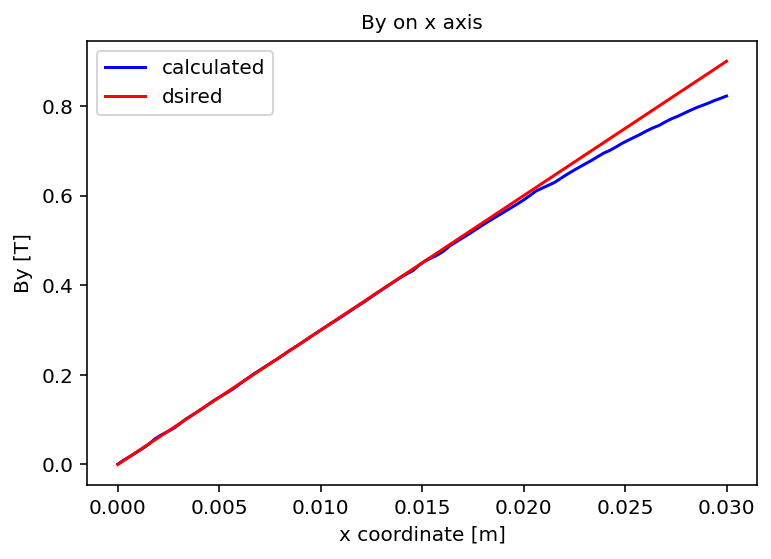 By on x axis
calculated
dsired
By [T]
0.8
0.6
0.4
0.2
0.0
0.000 0.005 0.010 0.015 0.020 0.025 0.030
x coordinate [m]